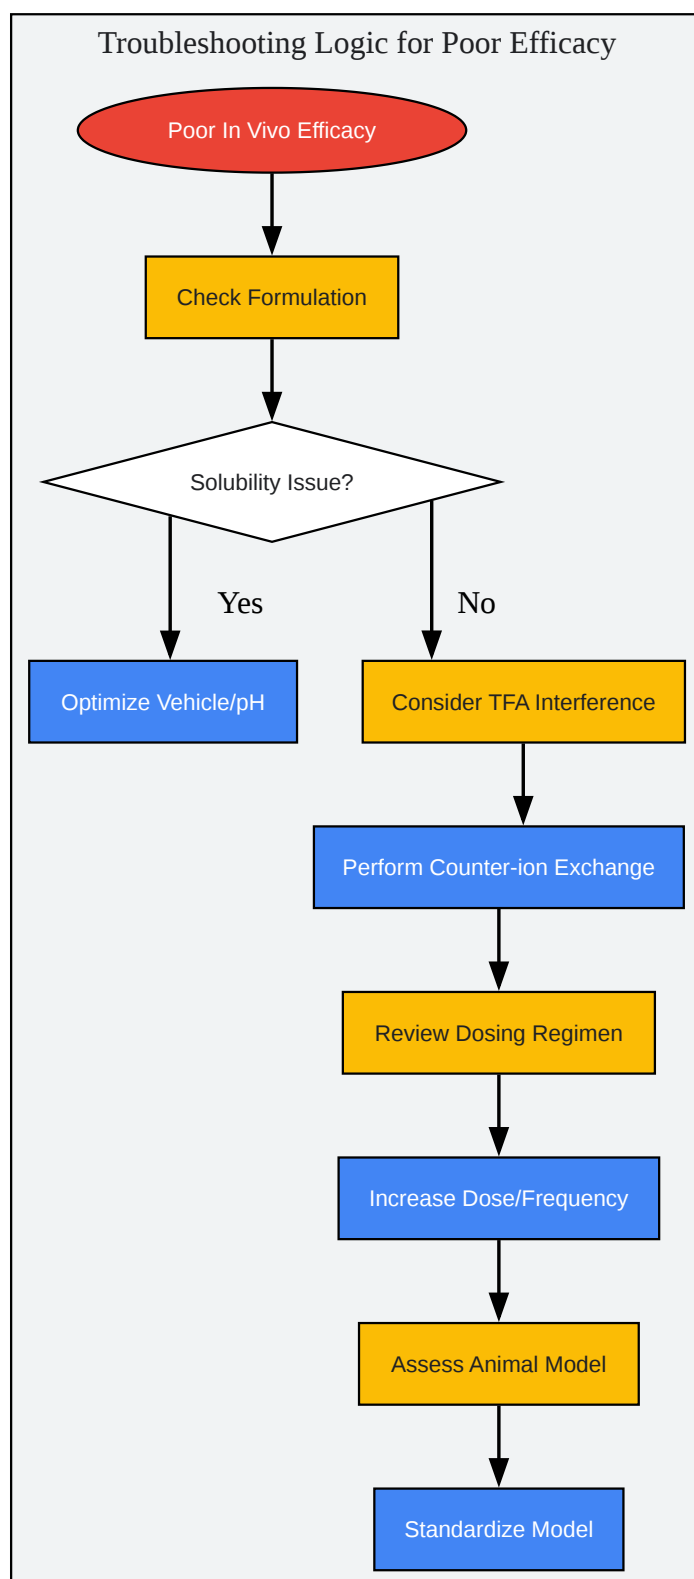 Troubleshooting Logic for Poor Efficacy
Poor In Vivo Efficacy
Check Formulation
Solubility Issue?
Yes
No
Optimize Vehicle/pH
Consider TFA Interference
Perform Counter-ion Exchange
Review Dosing Regimen
Increase Dose/Frequency
Assess Animal Model
Standardize Model